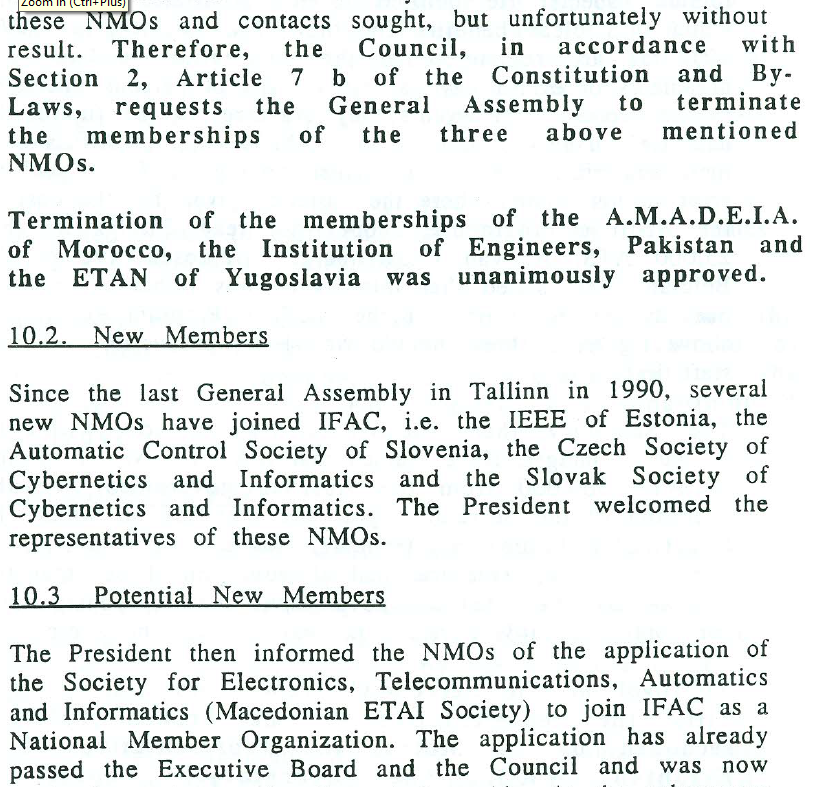 Zoom in (Ctrl+Plus)
these NMOs and contacts sought, but unfortunately without
result. Therefore, the Council, in accordance with
Section 2, Article 7 b of the Constitution and By-
Laws, requests the General Assembly to terminate
the memberships of the three above mentioned
NMOs.
Termination of the memberships of the A.M.A.D.E.I.A.
of Morocco, the Institution of Engineers, Pakistan and
the ETAN of Yugoslavia was unanimously approved.
10.2. New Members
Since the last General Assembly in Tallinn in 1990, several
new NMOs have joined IFAC, i.e. the IEEE of Estonia, the
Automatic Control Society of Slovenia, the Czech Society of
Cybernetics and Informatics and the Slovak Society of
Cybernetics and Informatics. The President welcomed the
representatives of these NMOs.
10.3 Potential New Members
The President then informed the NMOs of the application of
the Society for Electronics, Telecommunications, Automatics
and Informatics (Macedonian ETAI Society) to join IFAC as a
National Member Organization. The application has already
passed the Executive Board and the Council and was now